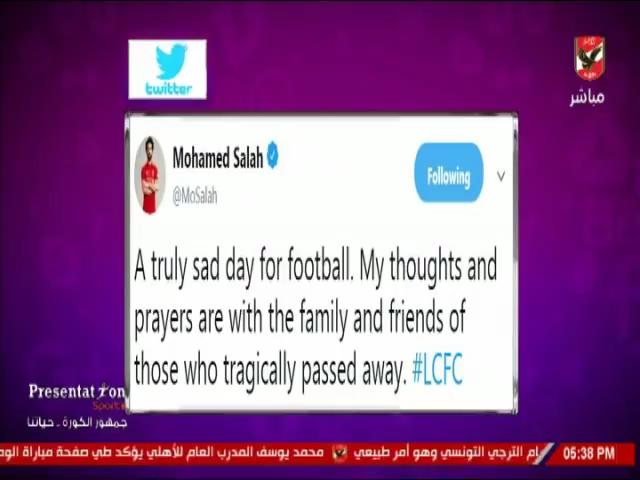 twitter
مباشر
Mohamed Salah
@MoSalah
Following
A truly sad day for football. My thoughts and
prayers are with the family and friends of
those who tragically passed away. #LCFC
Presentation
Sports
جمهور الكورة - حياتنا
ام الترجي التونسي وهو أمر طبيعي
محمد يوسف المدرب العام للأهلي يؤكد طي صفحة مباراة الود
05:38 PM